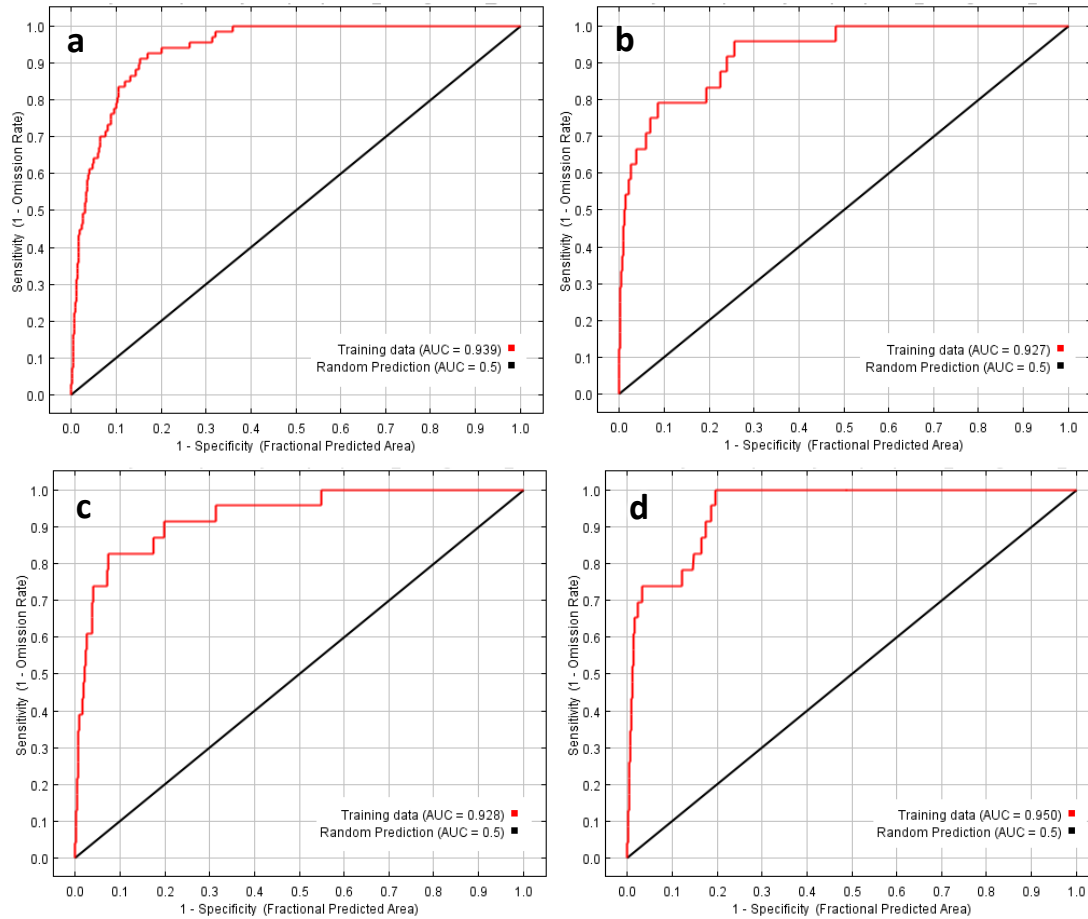 a
1.0
0.9
0.8
0.7
0.6
0.5
0.4
0.3
0.2
0.1
0.0
Sensitivity (1 - Omission Rate)
Training data (AUC = 0.939)
Random Prediction (AUC = 0.5)
0.0 0.1 0.2 0.3 0.4 0.5 0.6 0.7 0.8 0.9 1.0
1 - Specificity (Fractional Predicted Area)
b
1.0
0.9
0.8
0.7
0.6
0.5
0.4
0.3
0.2
0.1
0.0
Sensitivity (1 - Omission Rate)
Training data (AUC = 0.927)
Random Prediction (AUC = 0.5)
0.0 0.1 0.2 0.3 0.4 0.5 0.6 0.7 0.8 0.9 1.0
1 - Specificity (Fractional Predicted Area)
c
1.0
0.9
0.8
0.7
0.6
0.5
0.4
0.3
0.2
0.1
0.0
Sensitivity (1 - Omission Rate)
Training data (AUC = 0.928)
Random Prediction (AUC = 0.5)
0.0 0.1 0.2 0.3 0.4 0.5 0.6 0.7 0.8 0.9 1.0
1 - Specificity (Fractional Predicted Area)
d
1.0
0.9
0.8
0.7
0.6
0.5
0.4
0.3
0.2
0.1
0.0
Sensitivity (1 - Omission Rate)
Training data (AUC = 0.950)
Random Prediction (AUC = 0.5)
0.0 0.1 0.2 0.3 0.4 0.5 0.6 0.7 0.8 0.9 1.0
1 - Specificity (Fractional Predicted Area)